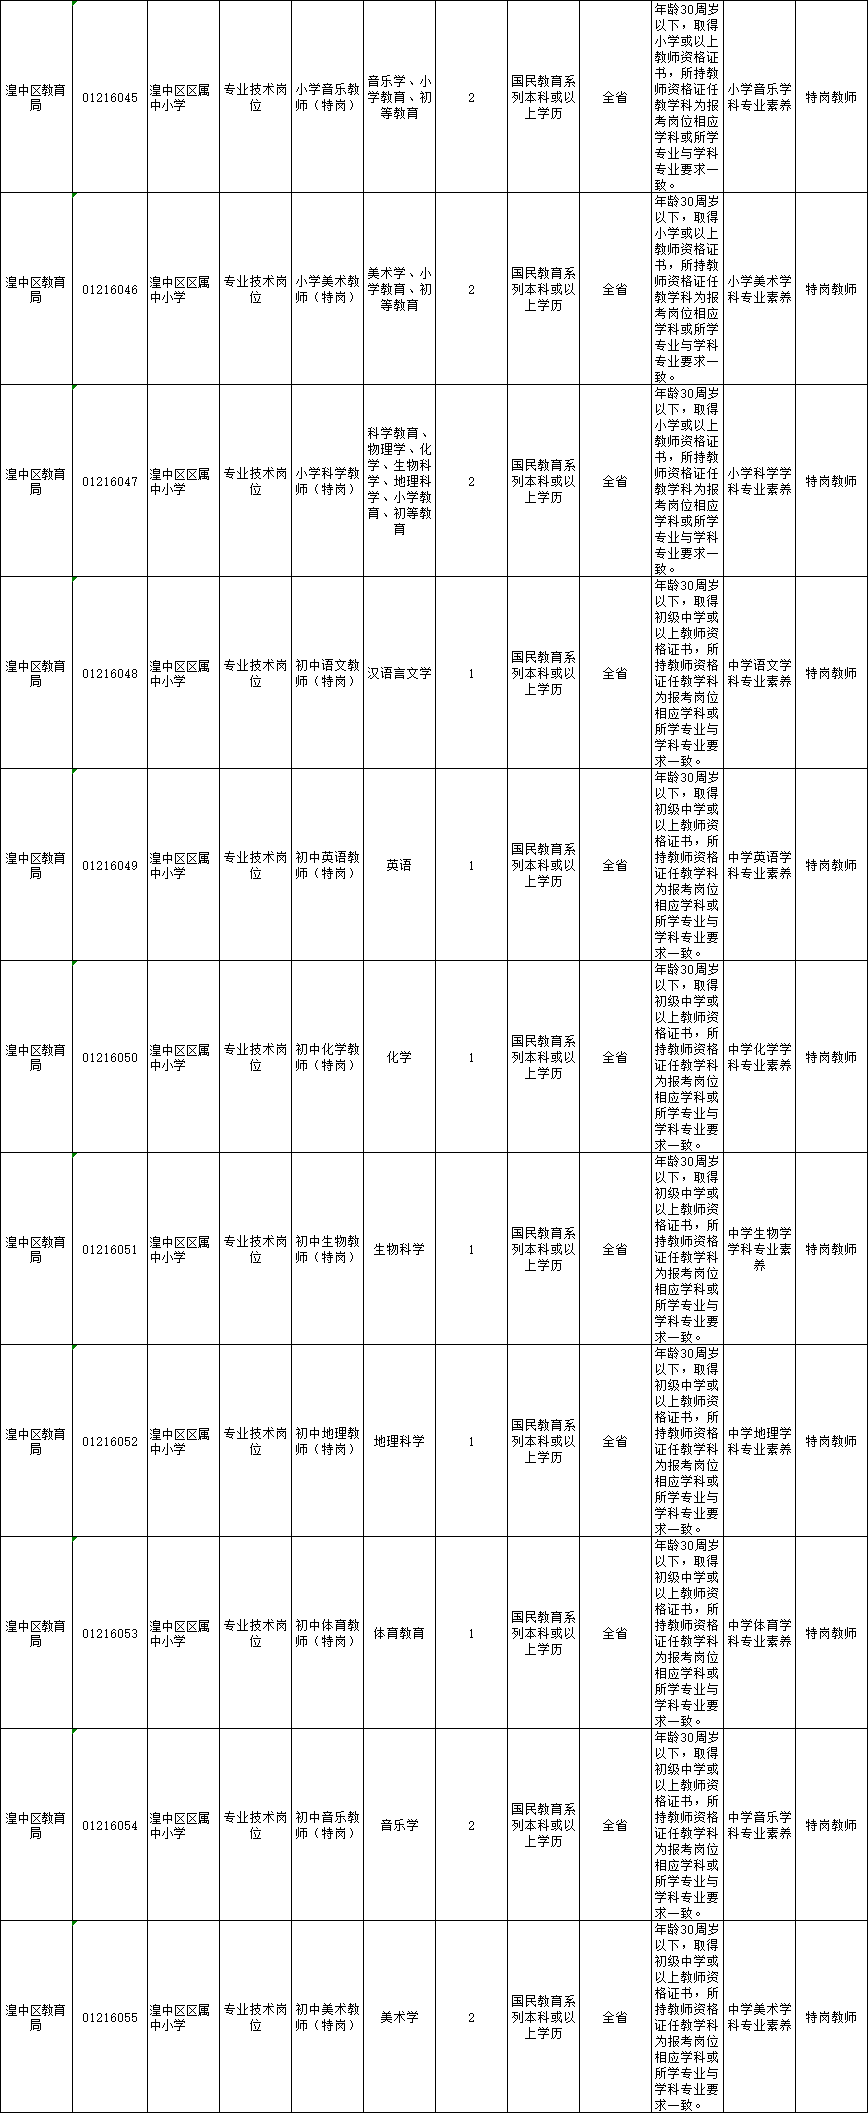 湟中区教育局	01216045	湟中区区属中小学	专业技术岗位	小学音乐教师（特岗）	音乐学、小学教育、初等教育	2	国民教育系列本科或以上学历	全省	年龄30周岁以下，取得小学或以上教师资格证书，所持教师资格证任教学科为报考岗位相应学科或所学专业与学科专业要求一致。	小学音乐学科专业素养	特岗教师
湟中区教育局	01216046	湟中区区属中小学	专业技术岗位	小学美术教师（特岗）	美术学、小学教育、初等教育	2	国民教育系列本科或以上学历	全省	年龄30周岁以下，取得小学或以上教师资格证书，所持教师资格证任教学科为报考岗位相应学科或所学专业与学科专业要求一致。	小学美术学科专业素养	特岗教师
湟中区教育局	01216047	湟中区区属中小学	专业技术岗位	小学科学教师（特岗）	科学教育、物理学、化学、生物科学、地理科学、小学教育、初等教育	2	国民教育系列本科或以上学历	全省	年龄30周岁以下，取得小学或以上教师资格证书，所持教师资格证任教学科为报考岗位相应学科或所学专业与学科专业要求一致。	小学科学学科专业素养	特岗教师
湟中区教育局	01216048	湟中区区属中小学	专业技术岗位	初中语文教师（特岗）	汉语言文学	1	国民教育系列本科或以上学历	全省	年龄30周岁以下，取得初级中学或以上教师资格证书，所持教师资格证任教学科为报考岗位相应学科或所学专业与学科专业要求一致。	中学语文学科专业素养	特岗教师
湟中区教育局	01216049	湟中区区属中小学	专业技术岗位	初中英语教师（特岗）	英语	1	国民教育系列本科或以上学历	全省	年龄30周岁以下，取得初级中学或以上教师资格证书，所持教师资格证任教学科为报考岗位相应学科或所学专业与学科专业要求一致。	中学英语学科专业素养	特岗教师
湟中区教育局	01216050	湟中区区属中小学	专业技术岗位	初中化学教师（特岗）	化学	1	国民教育系列本科或以上学历	全省	年龄30周岁以下，取得初级中学或以上教师资格证书，所持教师资格证任教学科为报考岗位相应学科或所学专业与学科专业要求一致。	中学化学学科专业素养	特岗教师
湟中区教育局	01216051	湟中区区属中小学	专业技术岗位	初中生物教师（特岗）	生物科学	1	国民教育系列本科或以上学历	全省	年龄30周岁以下，取得初级中学或以上教师资格证书，所持教师资格证任教学科为报考岗位相应学科或所学专业与学科专业要求一致。	中学生物学学科专业素养	特岗教师
湟中区教育局	01216052	湟中区区属中小学	专业技术岗位	初中地理教师（特岗）	地理科学	1	国民教育系列本科或以上学历	全省	年龄30周岁以下，取得初级中学或以上教师资格证书，所持教师资格证任教学科为报考岗位相应学科或所学专业与学科专业要求一致。	中学地理学科专业素养	特岗教师
湟中区教育局	01216053	湟中区区属中小学	专业技术岗位	初中体育教师（特岗）	体育教育	1	国民教育系列本科或以上学历	全省	年龄30周岁以下，取得初级中学或以上教师资格证书，所持教师资格证任教学科为报考岗位相应学科或所学专业与学科专业要求一致。	中学体育学科专业素养	特岗教师
湟中区教育局	01216054	湟中区区属中小学	专业技术岗位	初中音乐教师（特岗）	音乐学	2	国民教育系列本科或以上学历	全省	年龄30周岁以下，取得初级中学或以上教师资格证书，所持教师资格证任教学科为报考岗位相应学科或所学专业与学科专业要求一致。	中学音乐学科专业素养	特岗教师
湟中区教育局	01216055	湟中区区属中小学	专业技术岗位	初中美术教师（特岗）	美术学	2	国民教育系列本科或以上学历	全省	年龄30周岁以下，取得初级中学或以上教师资格证书，所持教师资格证任教学科为报考岗位相应学科或所学专业与学科专业要求一致。	中学美术学科专业素养	特岗教师